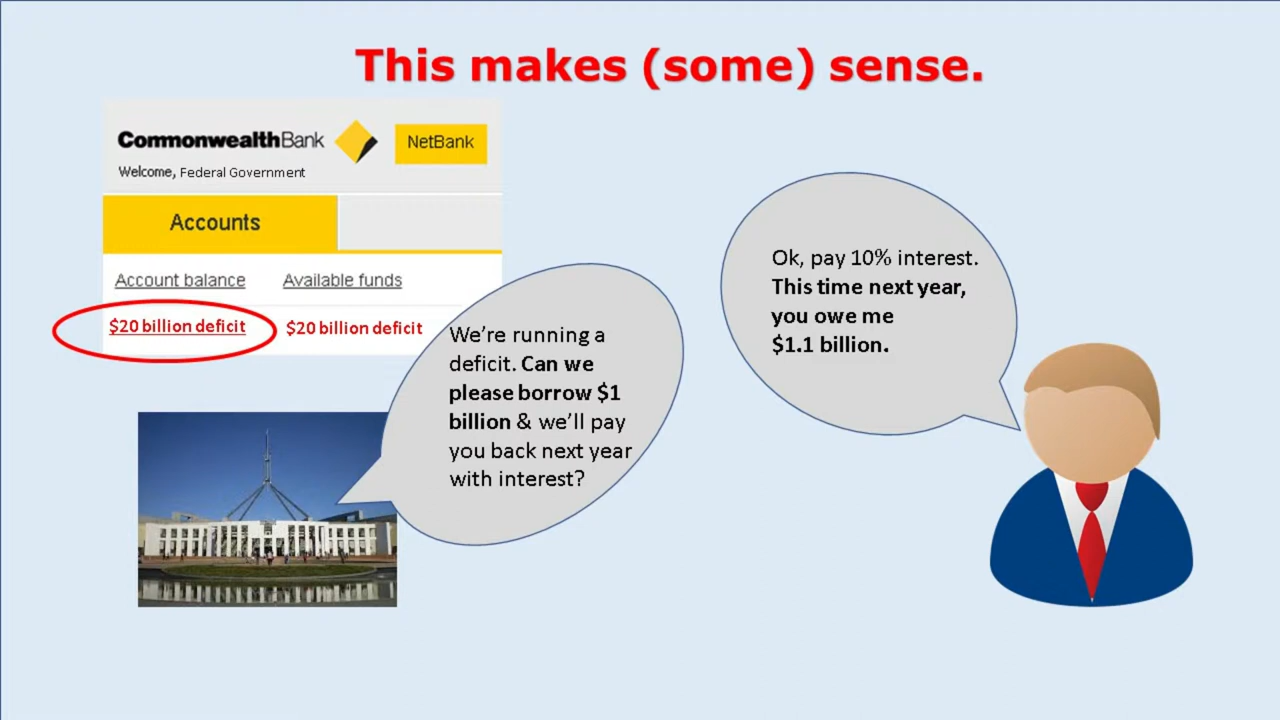 This makes (some) sense.
CommonwealthBank
NetBank
Welcome, Federal Government
Accounts
Account balance Available funds
$20 billion deficit $20 billion deficit
We're running a
deficit. Can we
please borrow $1
billion & we'll pay
you back next year
with interest?
Ok, pay 10% interest.
This time next year,
you owe me
$1.1 billion.